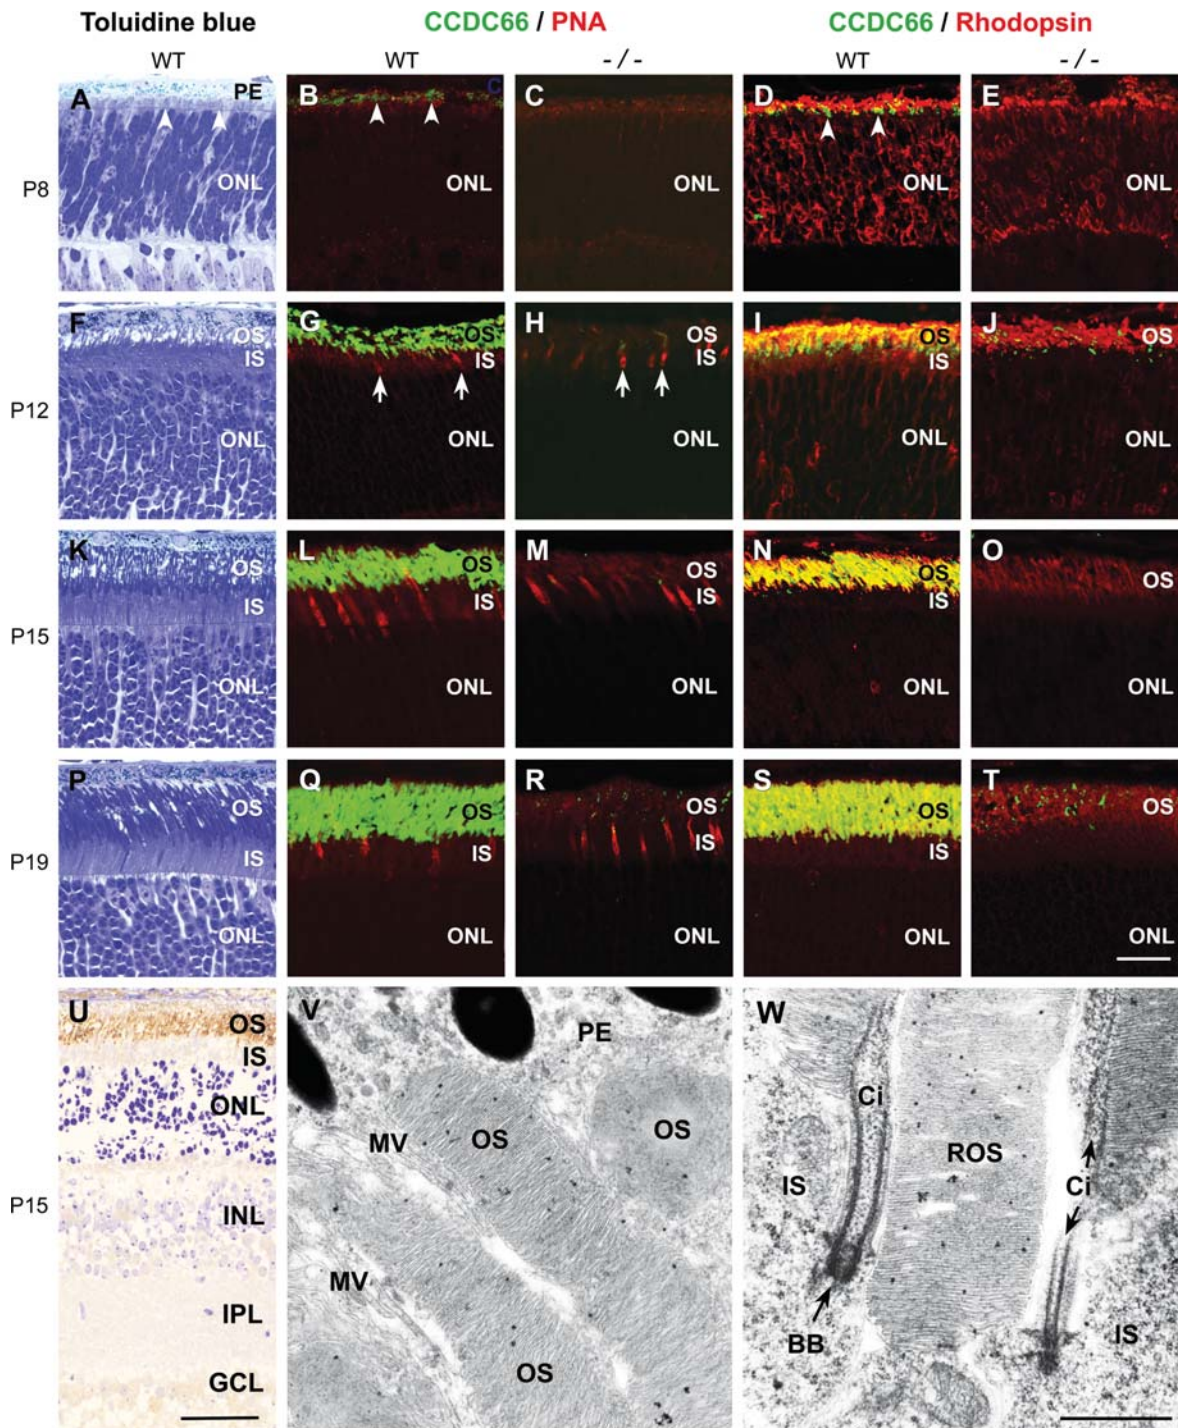 Toluidine blue CCDC66 / PNA CCDC66 / Rhodopsin
WT WT -/- WT -/-
P8
A PE ONL
B C ONL
C ONL
D ONL
E ONL
P12
F OS IS ONL
G OS IS ONL
H OS IS ONL
I OS IS ONL
J OS ONL
P15
K OS IS ONL
L OS IS ONL
M OS IS ONL
N OS IS ONL
O OS ONL
P19
P OS IS ONL
Q OS IS ONL
R OS IS ONL
S OS IS ONL
T OS ONL
P15
U OS IS ONL INL IPL GCL
V PE MV OS OS MV OS
W Ci IS ROS Ci BB IS